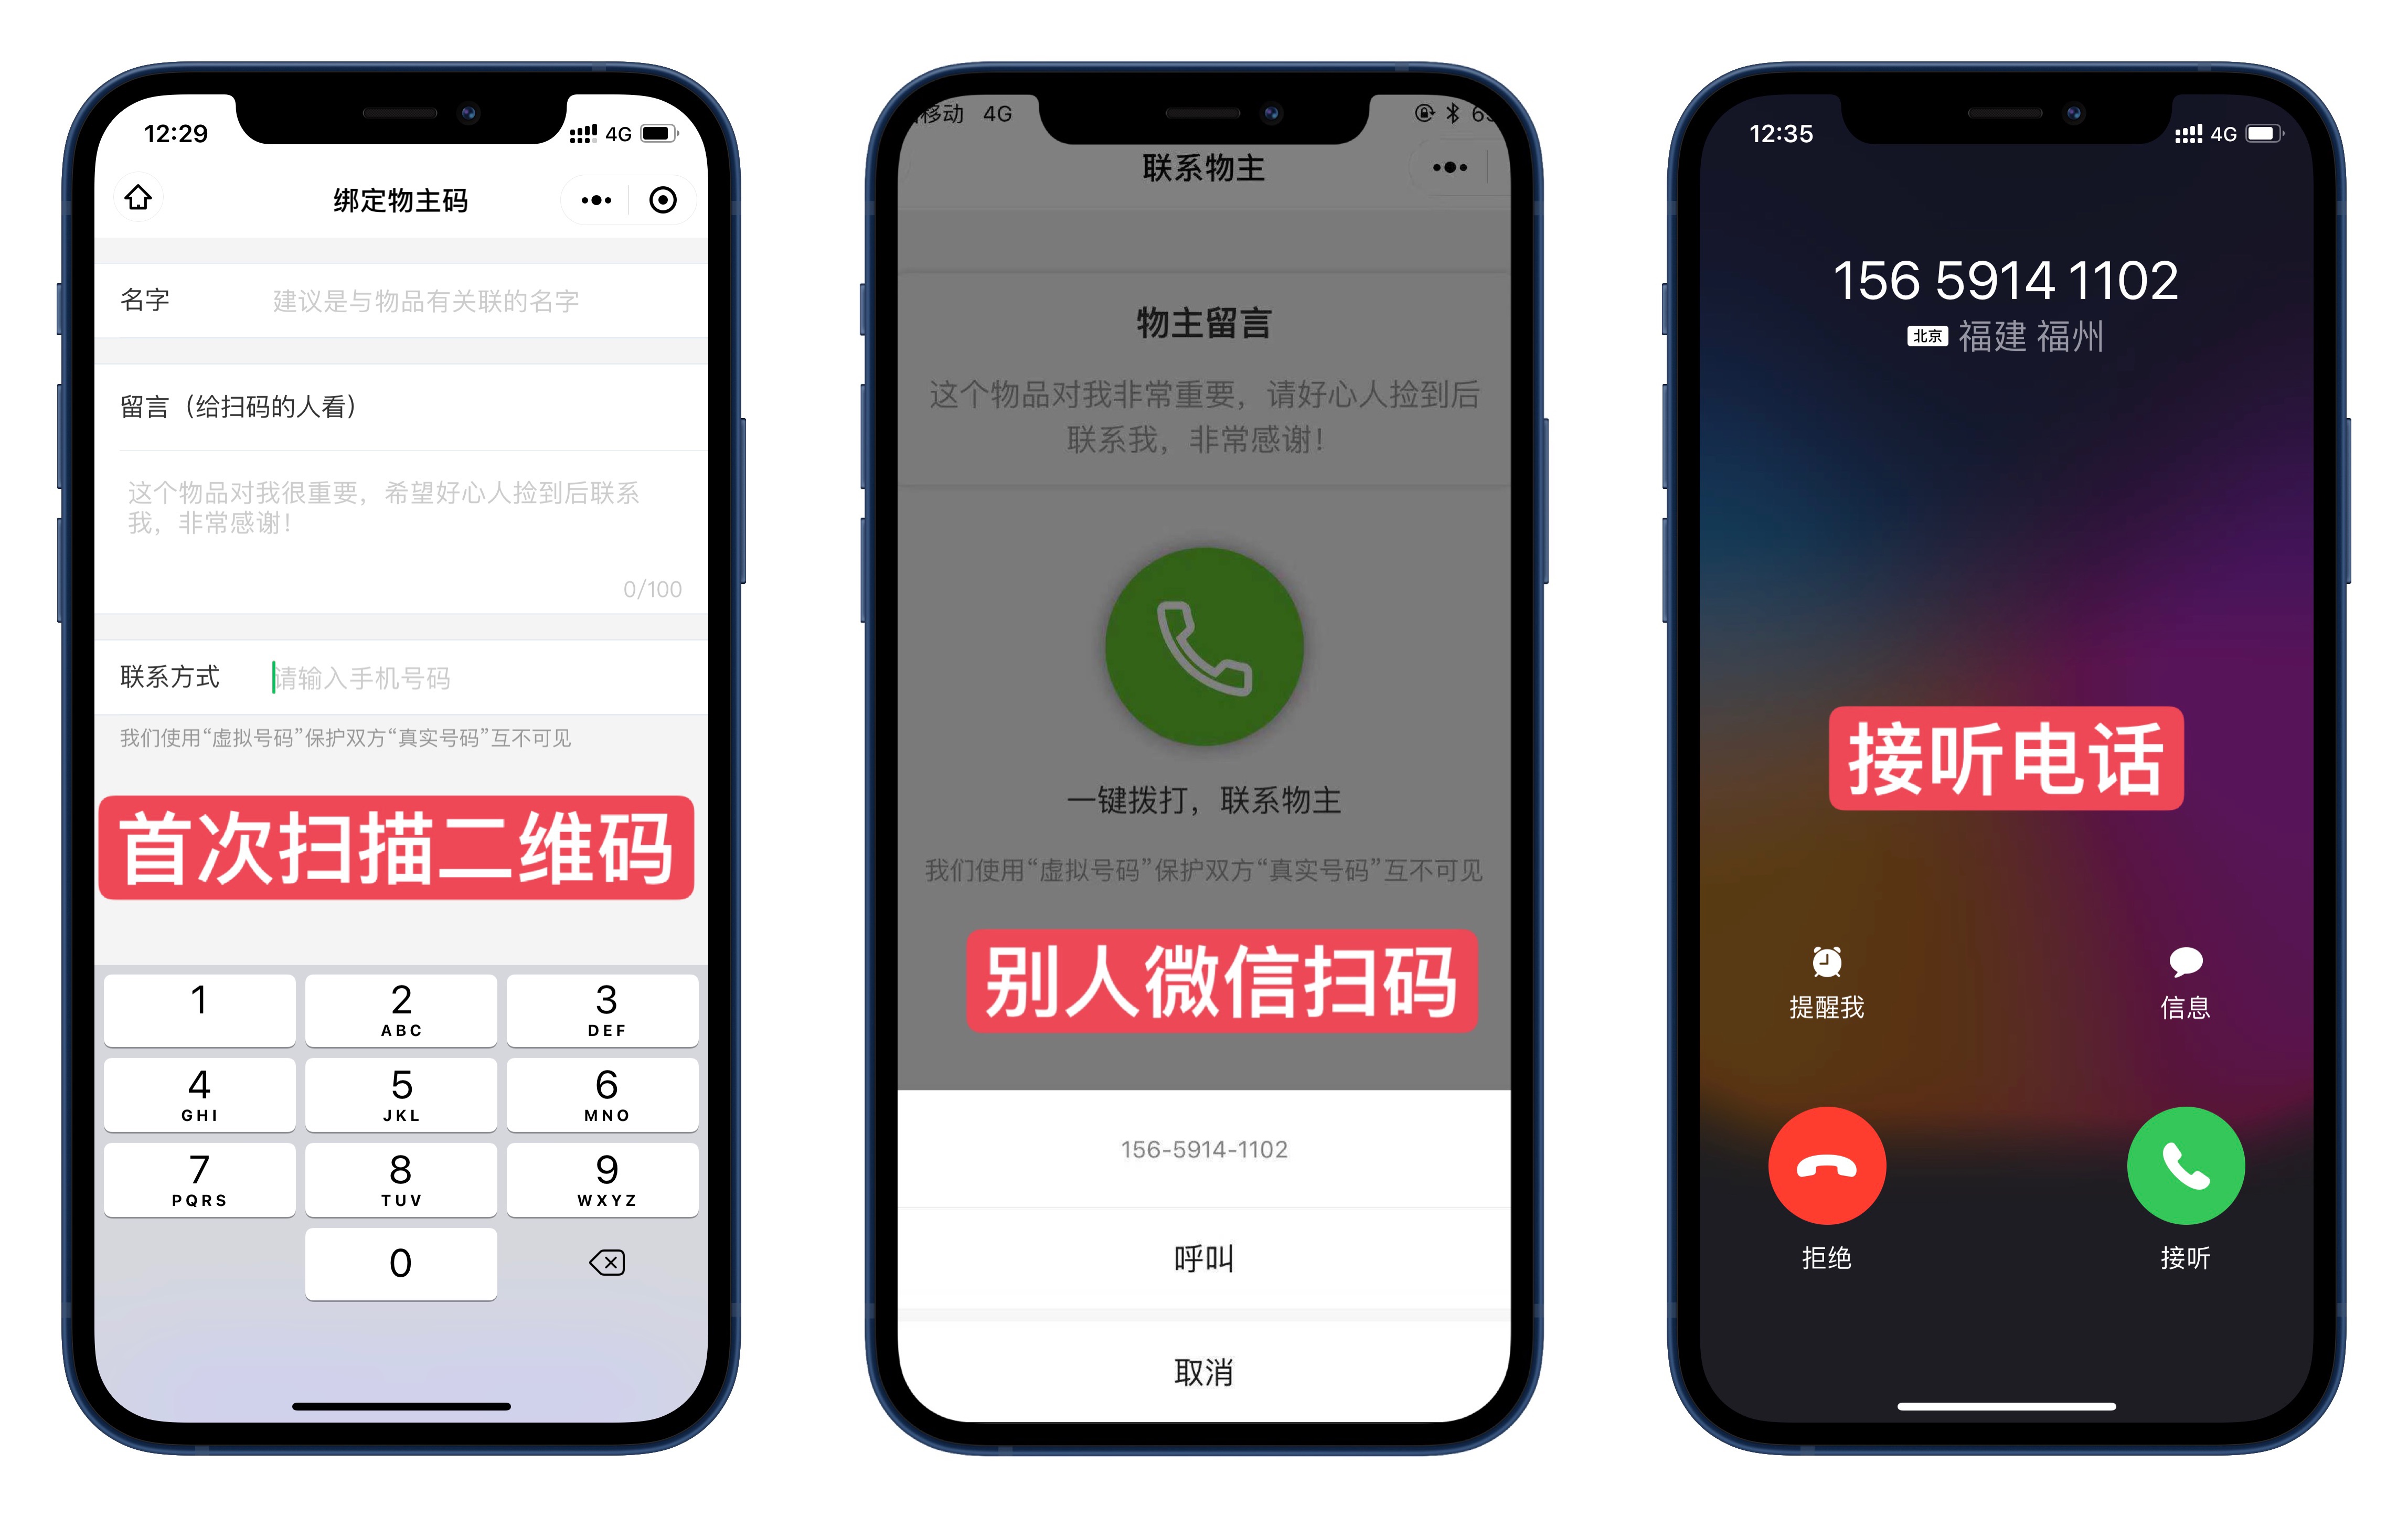 12:29
4G
绑定物主码
名字
建议是与物品有关联的名字
留言（给扫码的人看）
这个物品对我很重要，希望好心人捡到后联系
我，非常感谢！
0/100
联系方式
请输入手机号码
我们使用“虚拟号码”保护双方“真实号码”互不可见
首次扫描二维码
1
2
ABC
3
DEF
4
GHI
5
JKL
6
MNO
7
PQRS
8
TUV
9
WXYZ
0
移动 4G
联系物主
物主留言
这个物品对我非常重要，请好心人捡到后
联系我，非常感谢！
一键拨打，联系物主
我们使用“虚拟号码”保护双方“真实号码”互不可见
别人微信扫码
156-5914-1102
呼叫
取消
12:35
4G
156 5914 1102
北京 福建 福州
接听电话
提醒我
信息
拒绝
接听